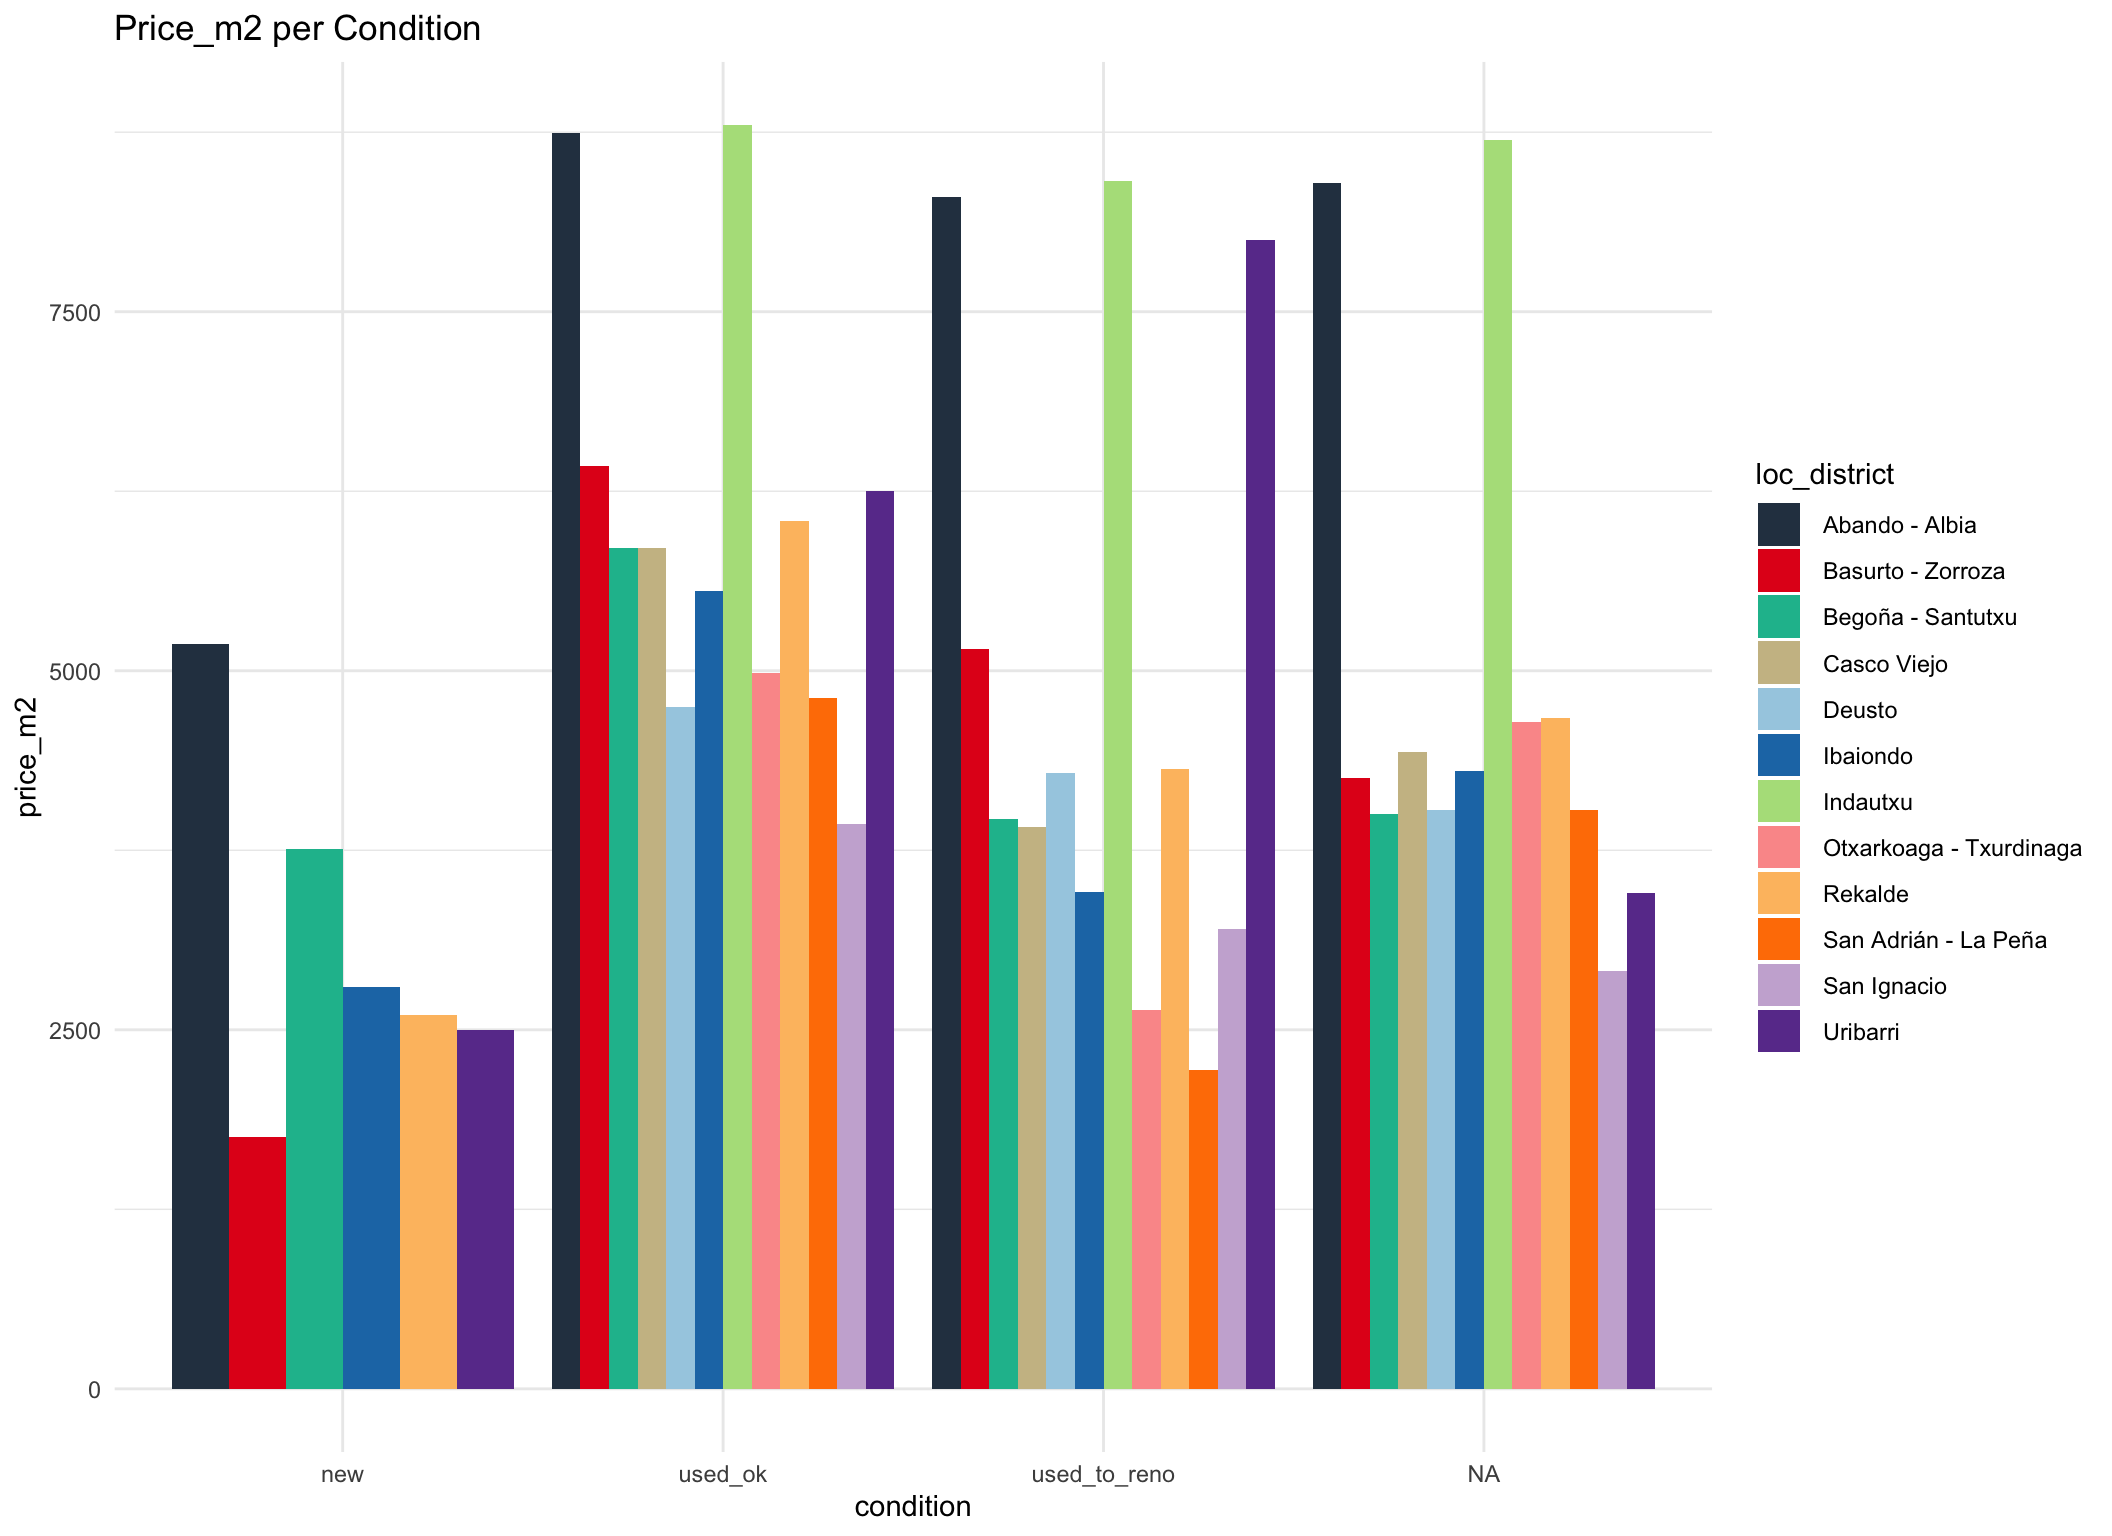 Price_m2 per Condition
7500
5000
2500
0
price_m2
new
used_ok
used_to_reno
NA
condition
loc_district
Abando - Albia
Basurto - Zorroza
Begoña - Santutxu
Casco Viejo
Deusto
Ibaiondo
Indautxu
Otxarkoaga - Txurdinaga
Rekalde
San Adrián - La Peña
San Ignacio
Uribarri